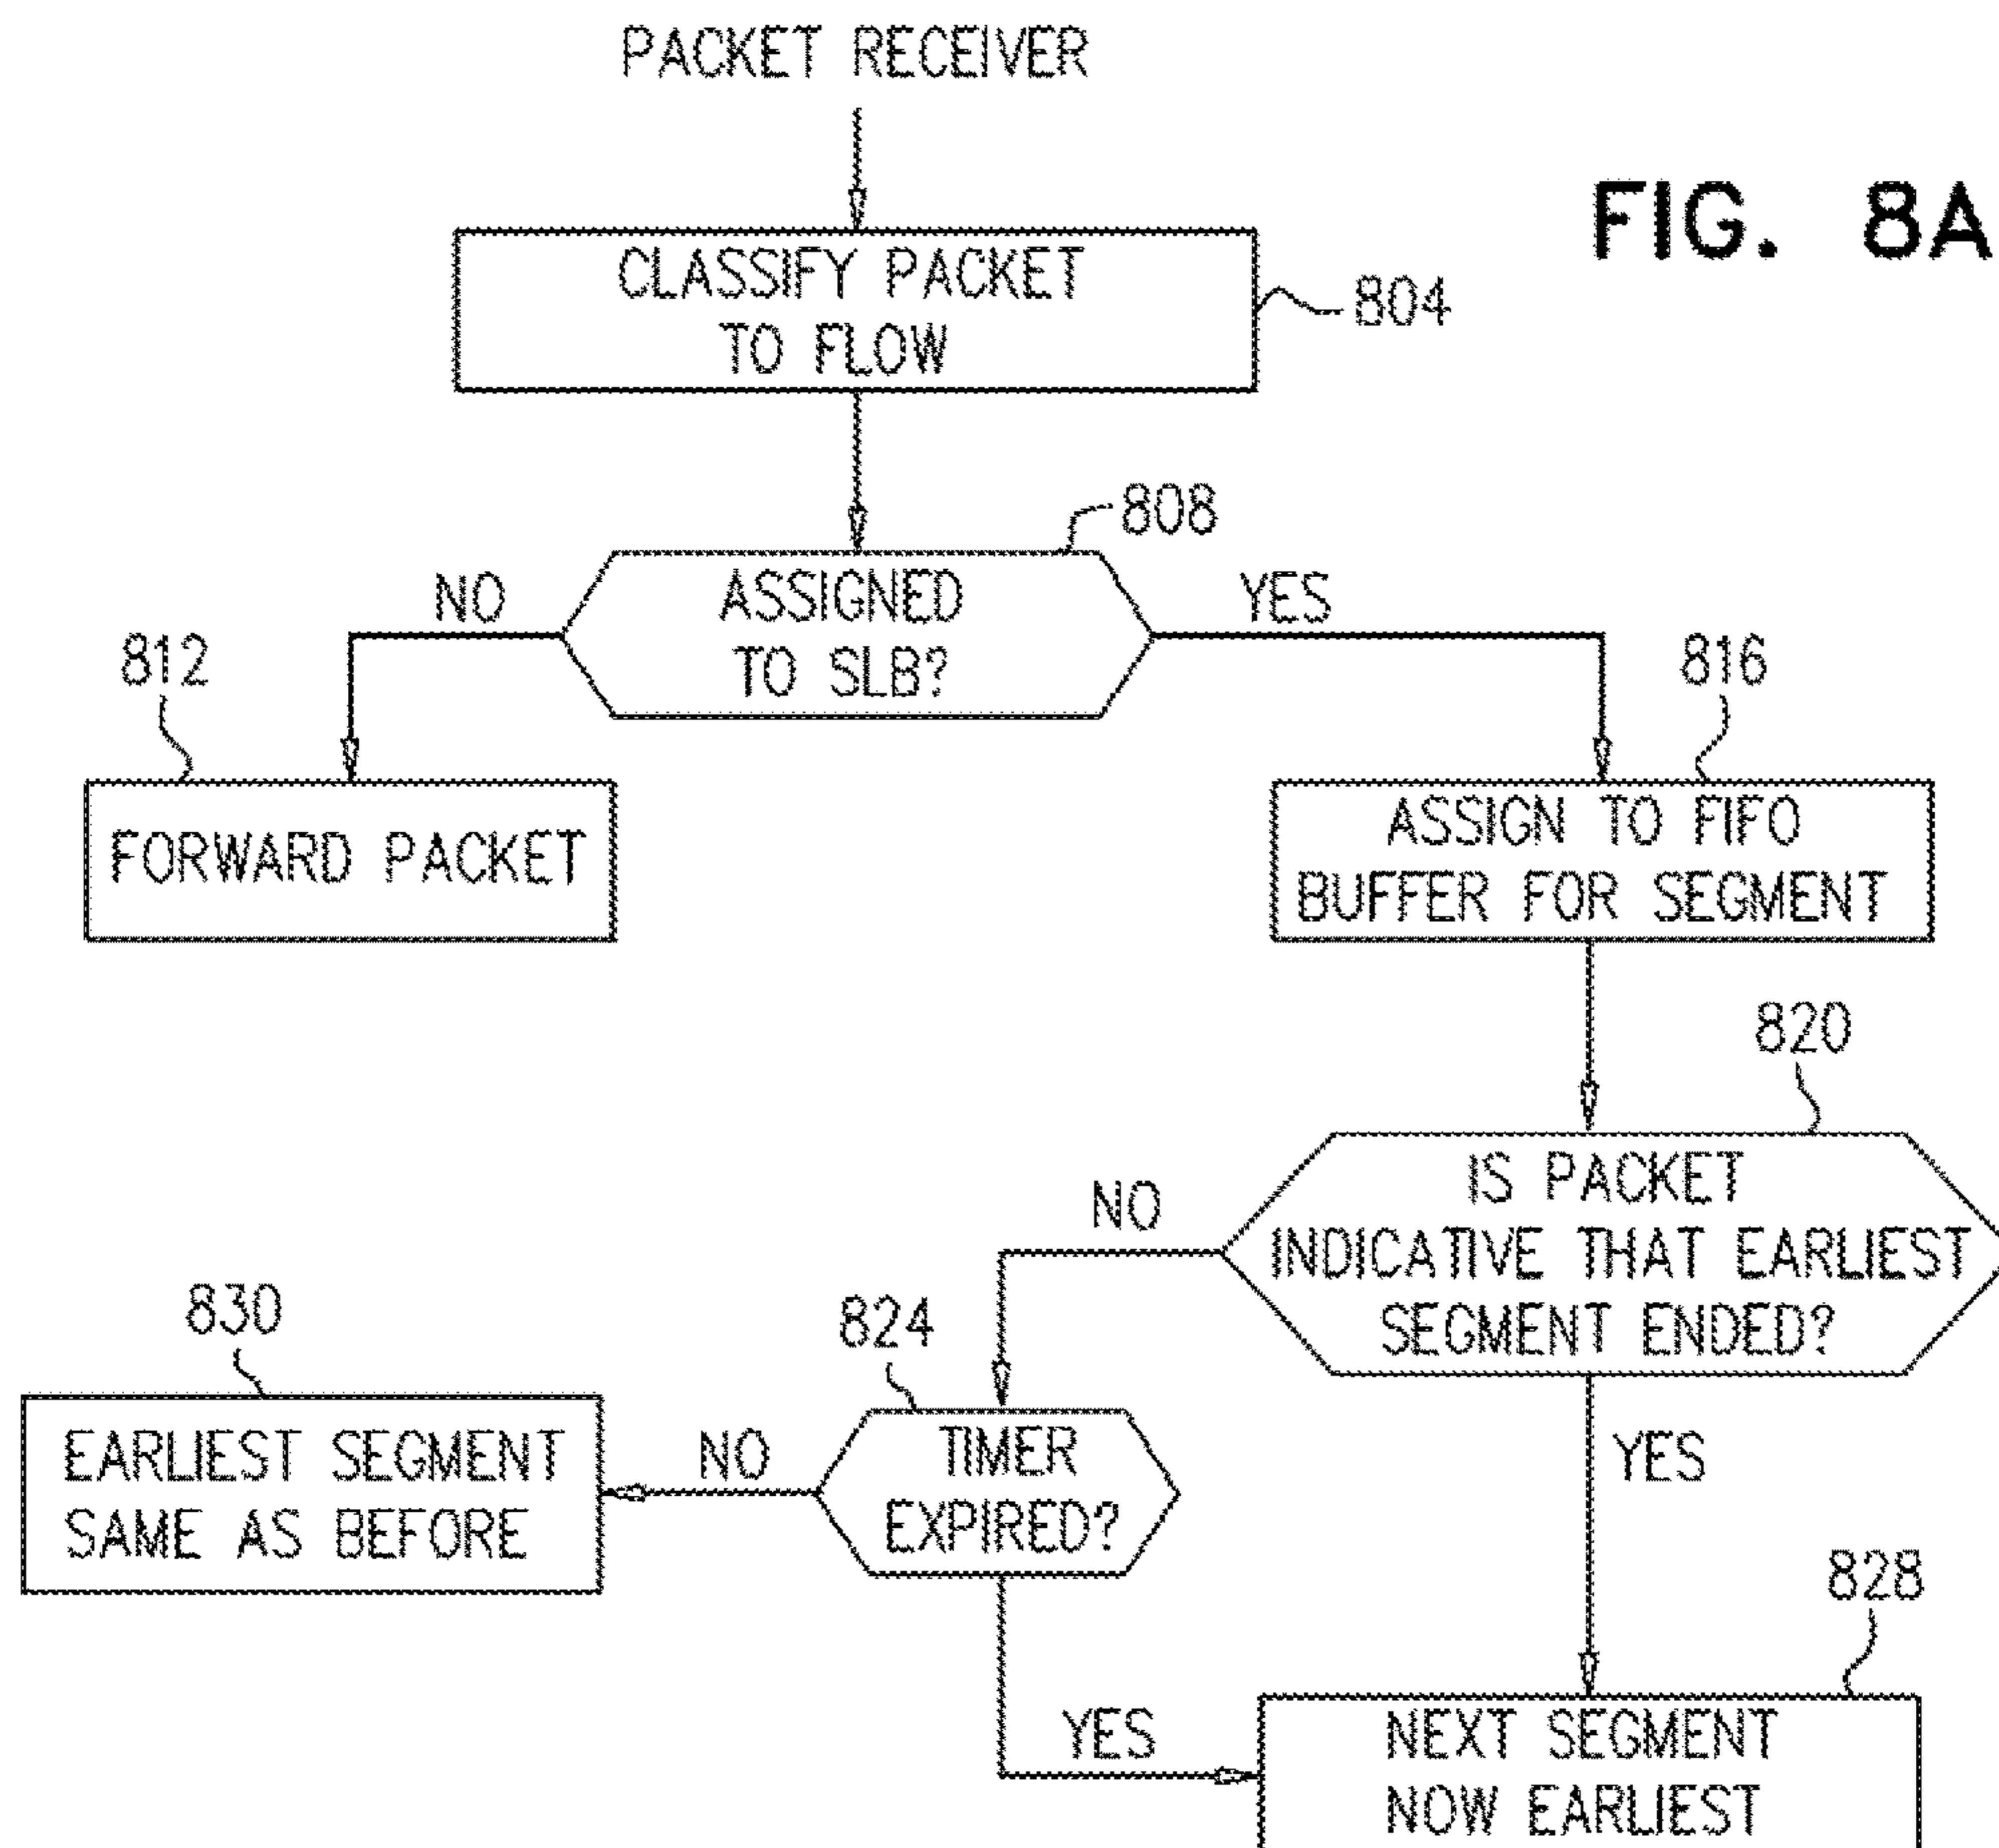 PACKET RECEIVER
FIG. 8A
CLASSIFY PACKET
TO FLOW
804
808
NO
ASSIGNED
TO SLB?
YES
812
816
FORWARD PACKET
ASSIGN TO FIFO
BUFFER FOR SEGMENT
820
NO
IS PACKET
INDICATIVE THAT EARLIEST
SEGMENT ENDED?
830
824
EARLIEST SEGMENT
SAME AS BEFORE
NO
TIMER
EXPIRED?
YES
828
YES
NEXT SEGMENT
NOW EARLIEST